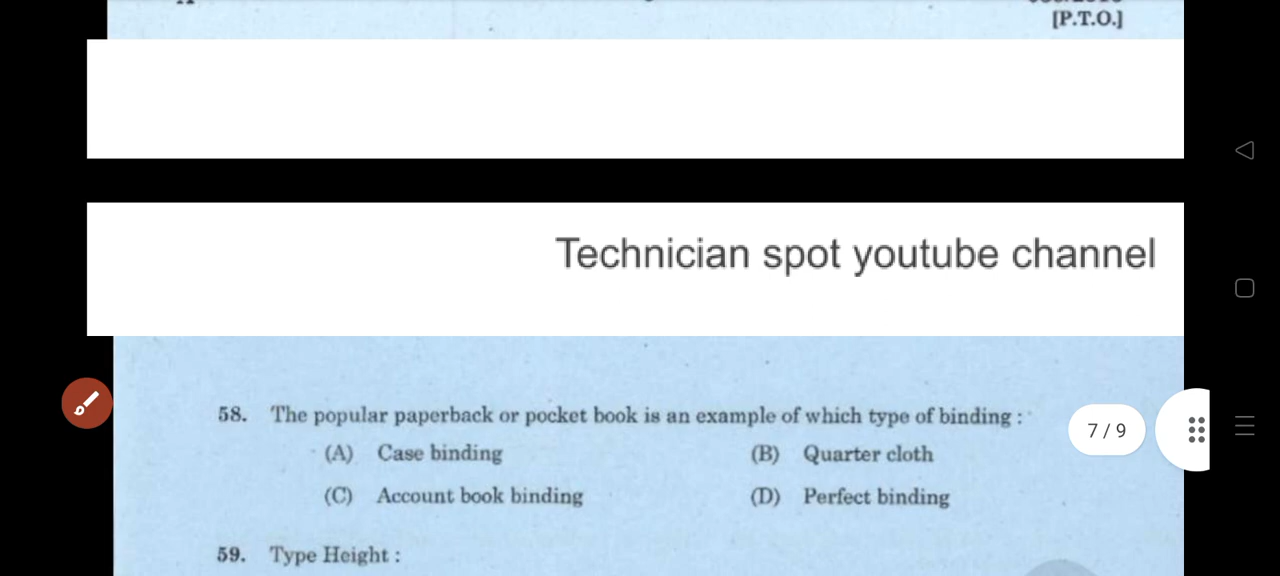 [P.T.O.]
Technician spot youtube channel
58. The popular paperback or pocket book is an example of which type of binding :
(A) Case binding (B) Quarter cloth
(C) Account book binding (D) Perfect binding
7 / 9
59. Type Height :